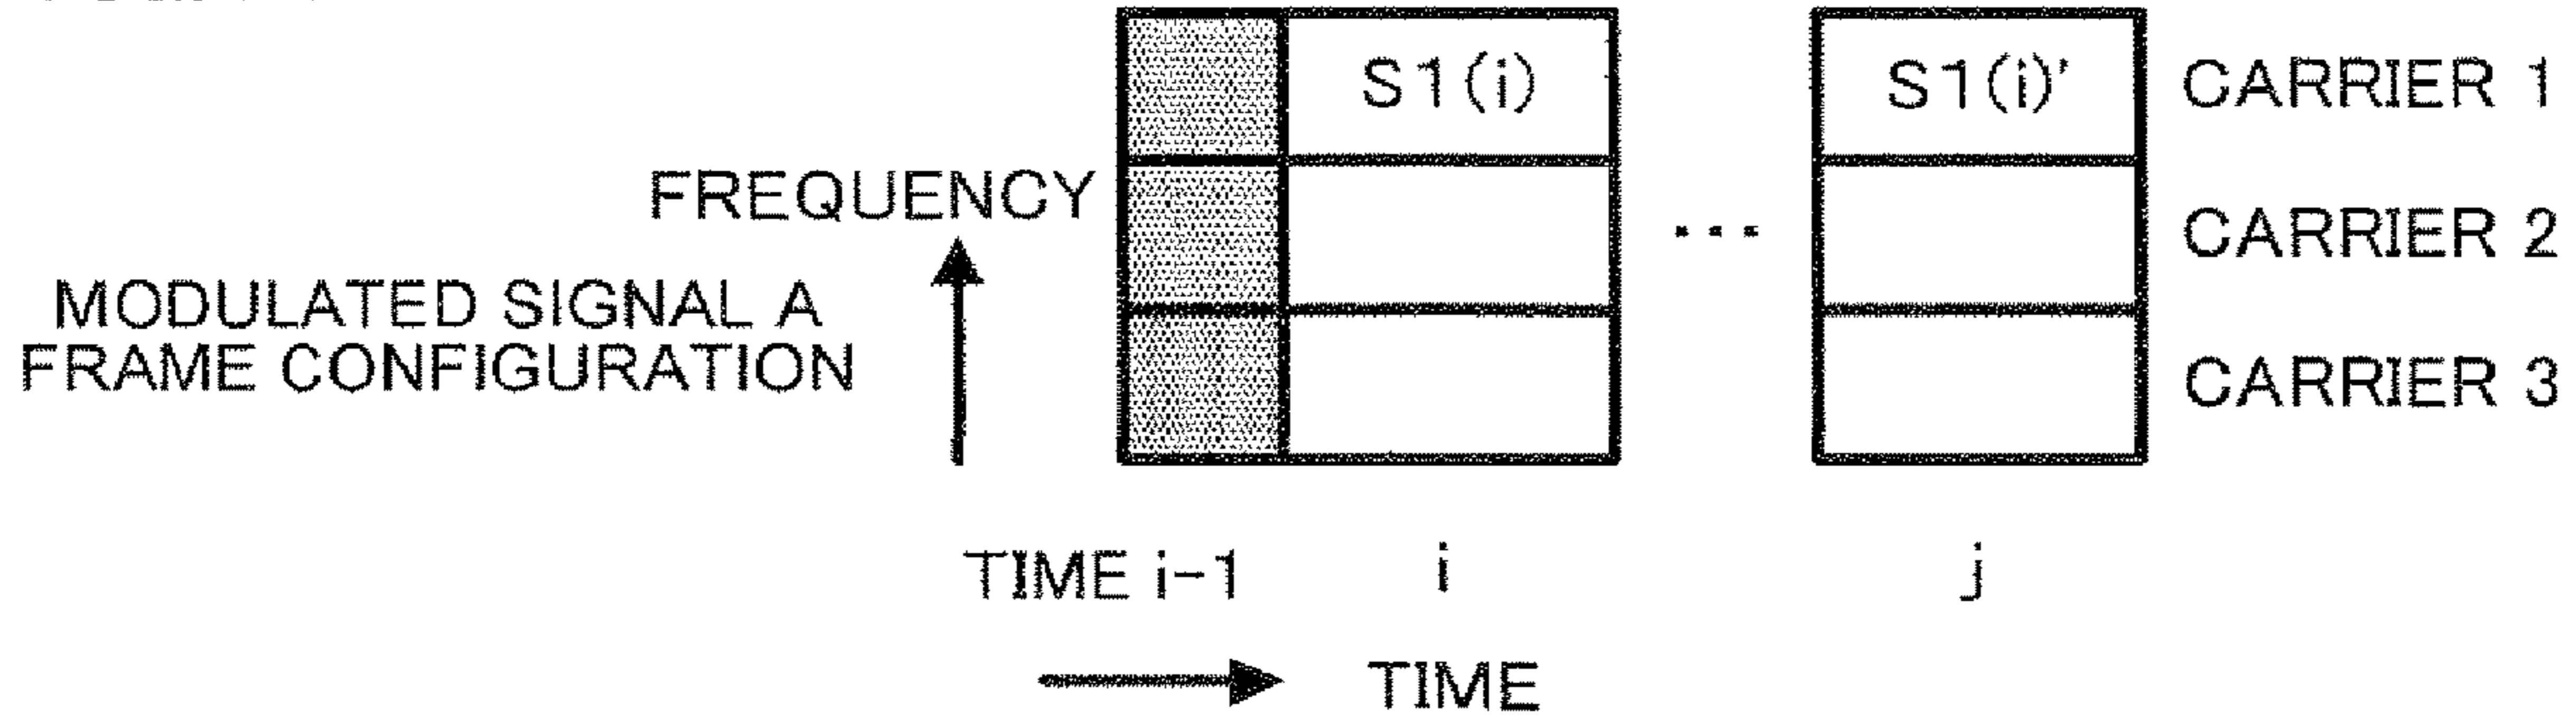 S1(i) S1(i)' CARRIER 1
FREQUENCY ... CARRIER 2
MODULATED SIGNAL A
FRAME CONFIGURATION CARRIER 3
TIME i-1 i j
TIME